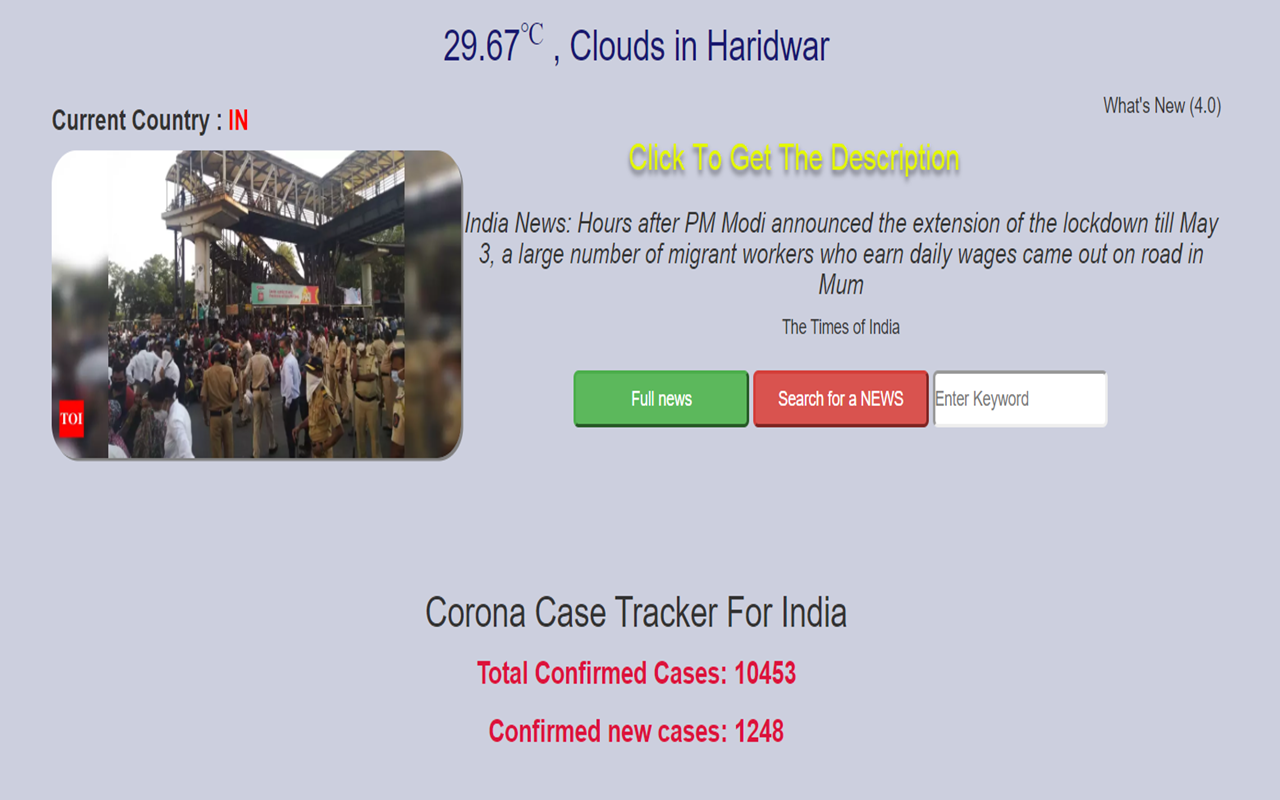 29.67℃ , Clouds in Haridwar
What's New (4.0)
Current Country : IN
Click To Get The Description
India News: Hours after PM Modi announced the extension of the lockdown till May
3, a large number of migrant workers who earn daily wages came out on road in
Mum
The Times of India
TOI
Full news
Search for a NEWS
Enter Keyword
Corona Case Tracker For India
Total Confirmed Cases: 10453
Confirmed new cases: 1248